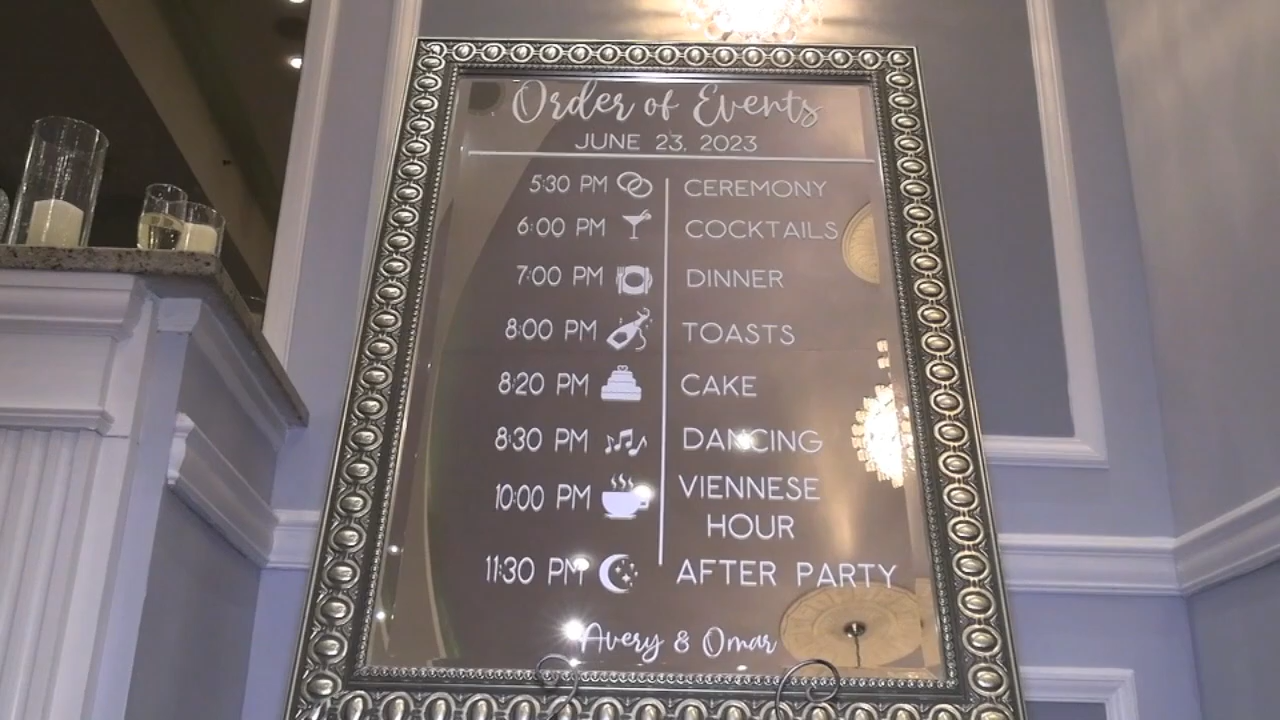 Order of Events
JUNE 23, 2023
5:30 PM CEREMONY
6:00 PM COCKTAILS
7:00 PM DINNER
8:00 PM TOASTS
8:20 PM CAKE
8:30 PM DANCING
10:00 PM VIENNESE
HOUR
11:30 PM AFTER PARTY
Avery & Omar